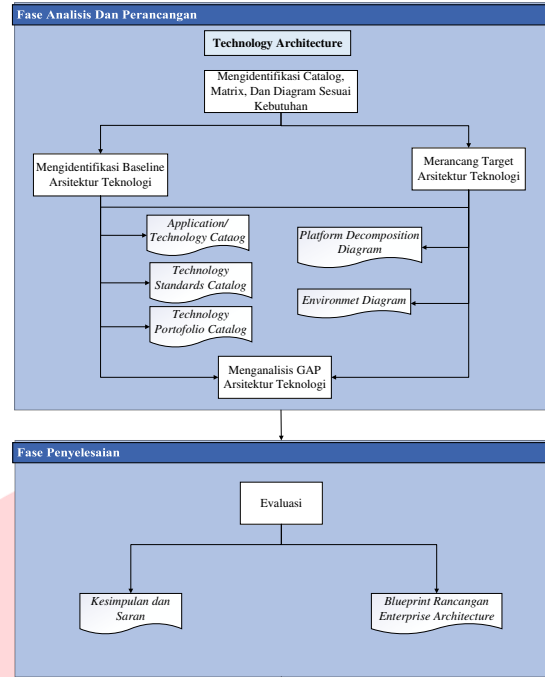 Fase Analisis Dan Perancangan
Technology Architecture
Mengidentifikasi Catalog,
Matrix, Dan Diagram Sesuai
Kebutuhan
Mengidentifikasi Baseline
Arsitektur Teknologi
Merancang Target
Arsitektur Teknologi
Application/
Technology Cataog
Platform Decomposition
Diagram
Technology
Standards Catalog
Environmet Diagram
Technology
Portofolio Catalog
Menganalisis GAP
Arsitektur Teknologi
Fase Penyelesaian
Evaluasi
Kesimpulan dan
Saran
Blueprint Rancangan
Enterprise Architecture